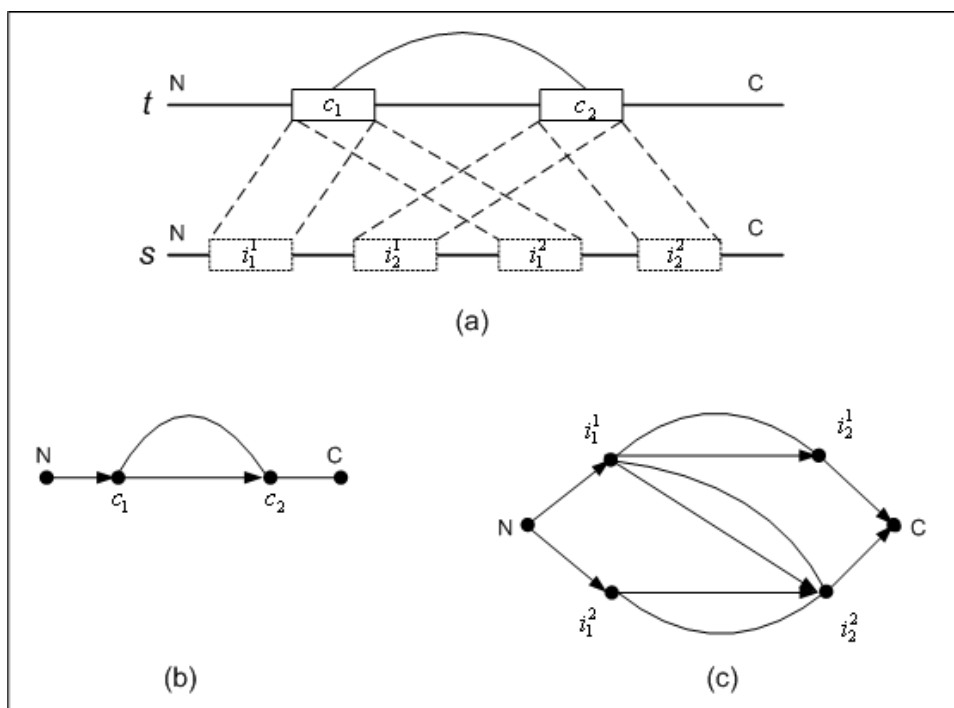 N C
t c₁ c₂
N C
s i₁¹ i₂¹ i₁² i₂²
(a)
N C
c₁ c₂
(b)
i₁¹ i₂¹
N C
i₁² i₂²
(c)